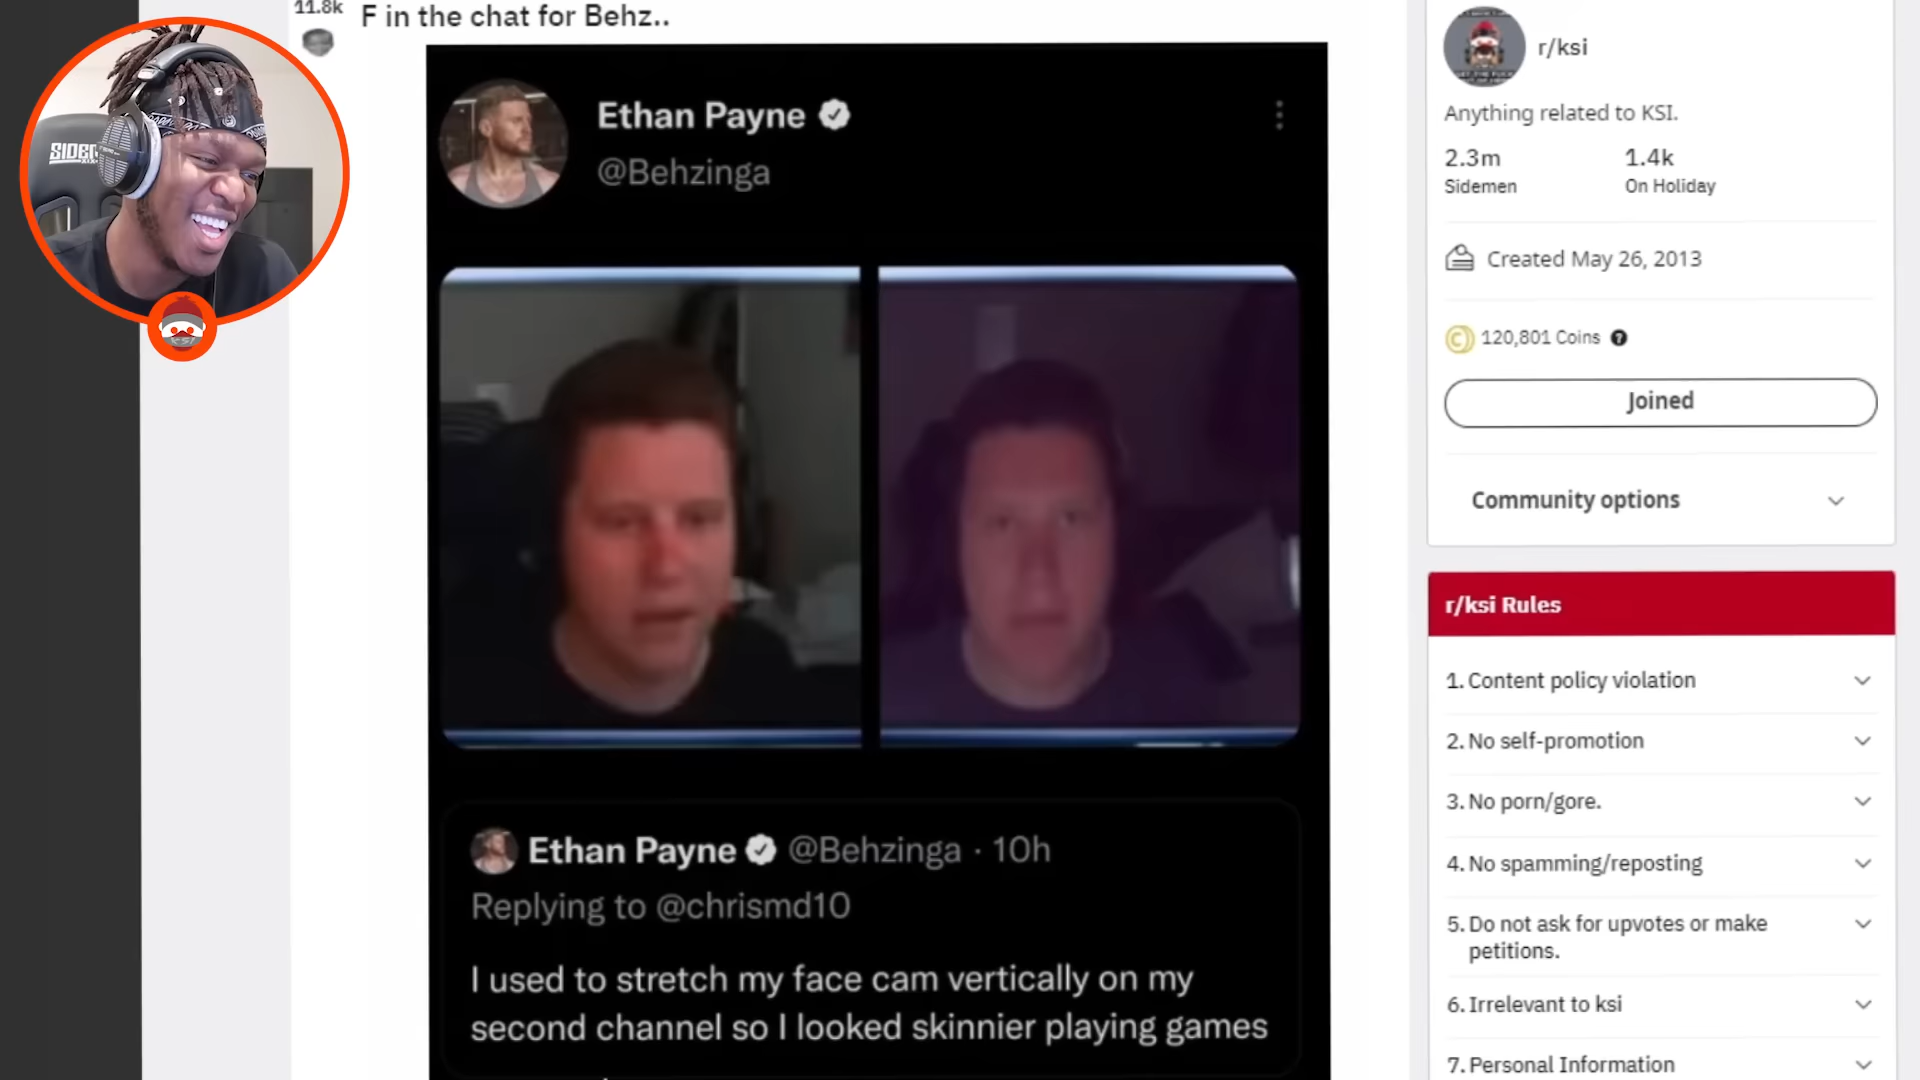 11.8k
F in the chat for Behz..
SIDE
Ethan Payne
@Behzinga
Ethan Payne @Behzinga · 10h
Replying to @chrismd10
I used to stretch my face cam vertically on my
second channel so I looked skinnier playing games
r/ksi
Anything related to KSI.
2.3m
Sidemen
1.4k
On Holiday
Created May 26, 2013
120,801 Coins
Joined
Community options
r/ksi Rules
1. Content policy violation
2. No self-promotion
3. No porn/gore.
4. No spamming/reposting
5. Do not ask for upvotes or make
petitions.
6. Irrelevant to ksi
7. Personal Information